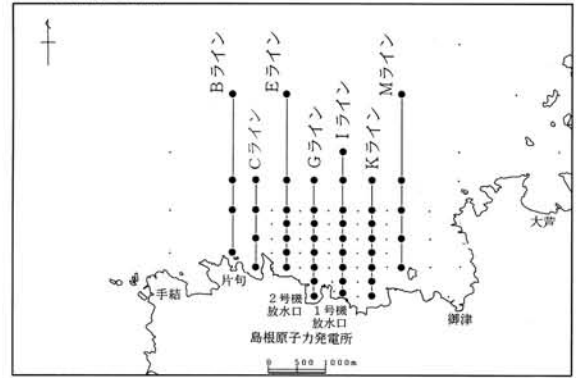 Bライン
Cライン
Eライン
Gライン
Iライン
Kライン
Mライン
大芦
片句
手結
御津
2号機
放水口
1号機
放水口
島根原子力発電所
0 500 1000m